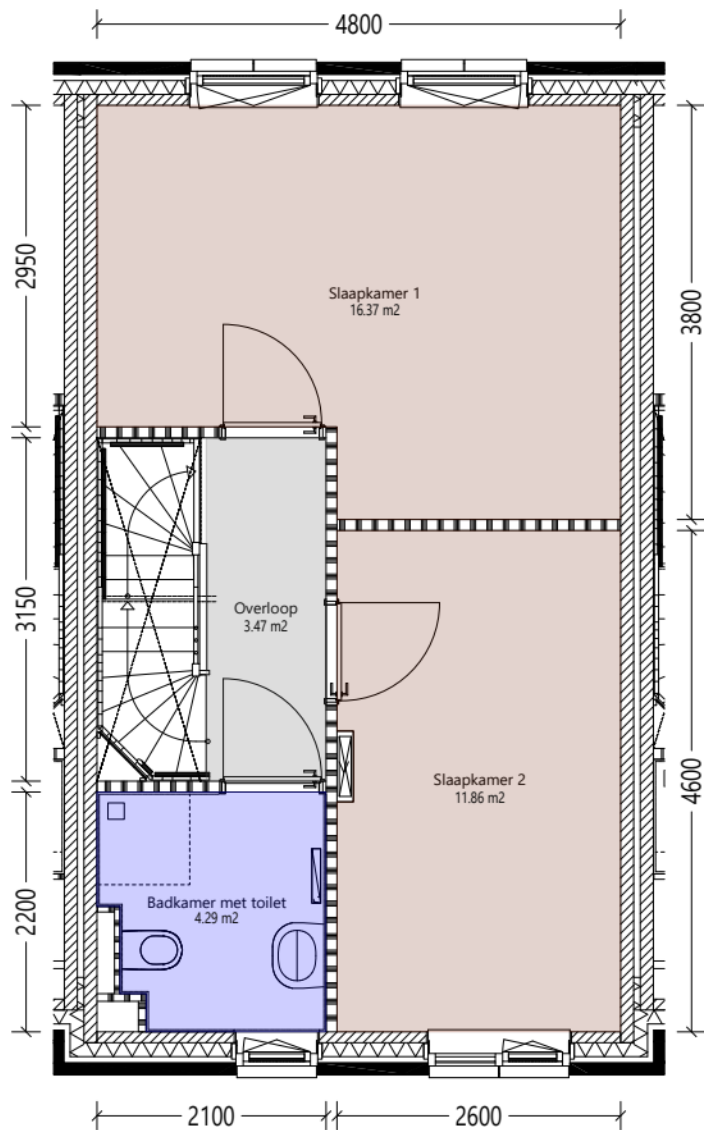 4800
2950
3800
Slaapkamer 1
16.37 m2
3150
Overloop
3.47 m2
Slaapkamer 2
11.86 m2
4600
2200
Badkamer met toilet
4.29 m2
2100
2600